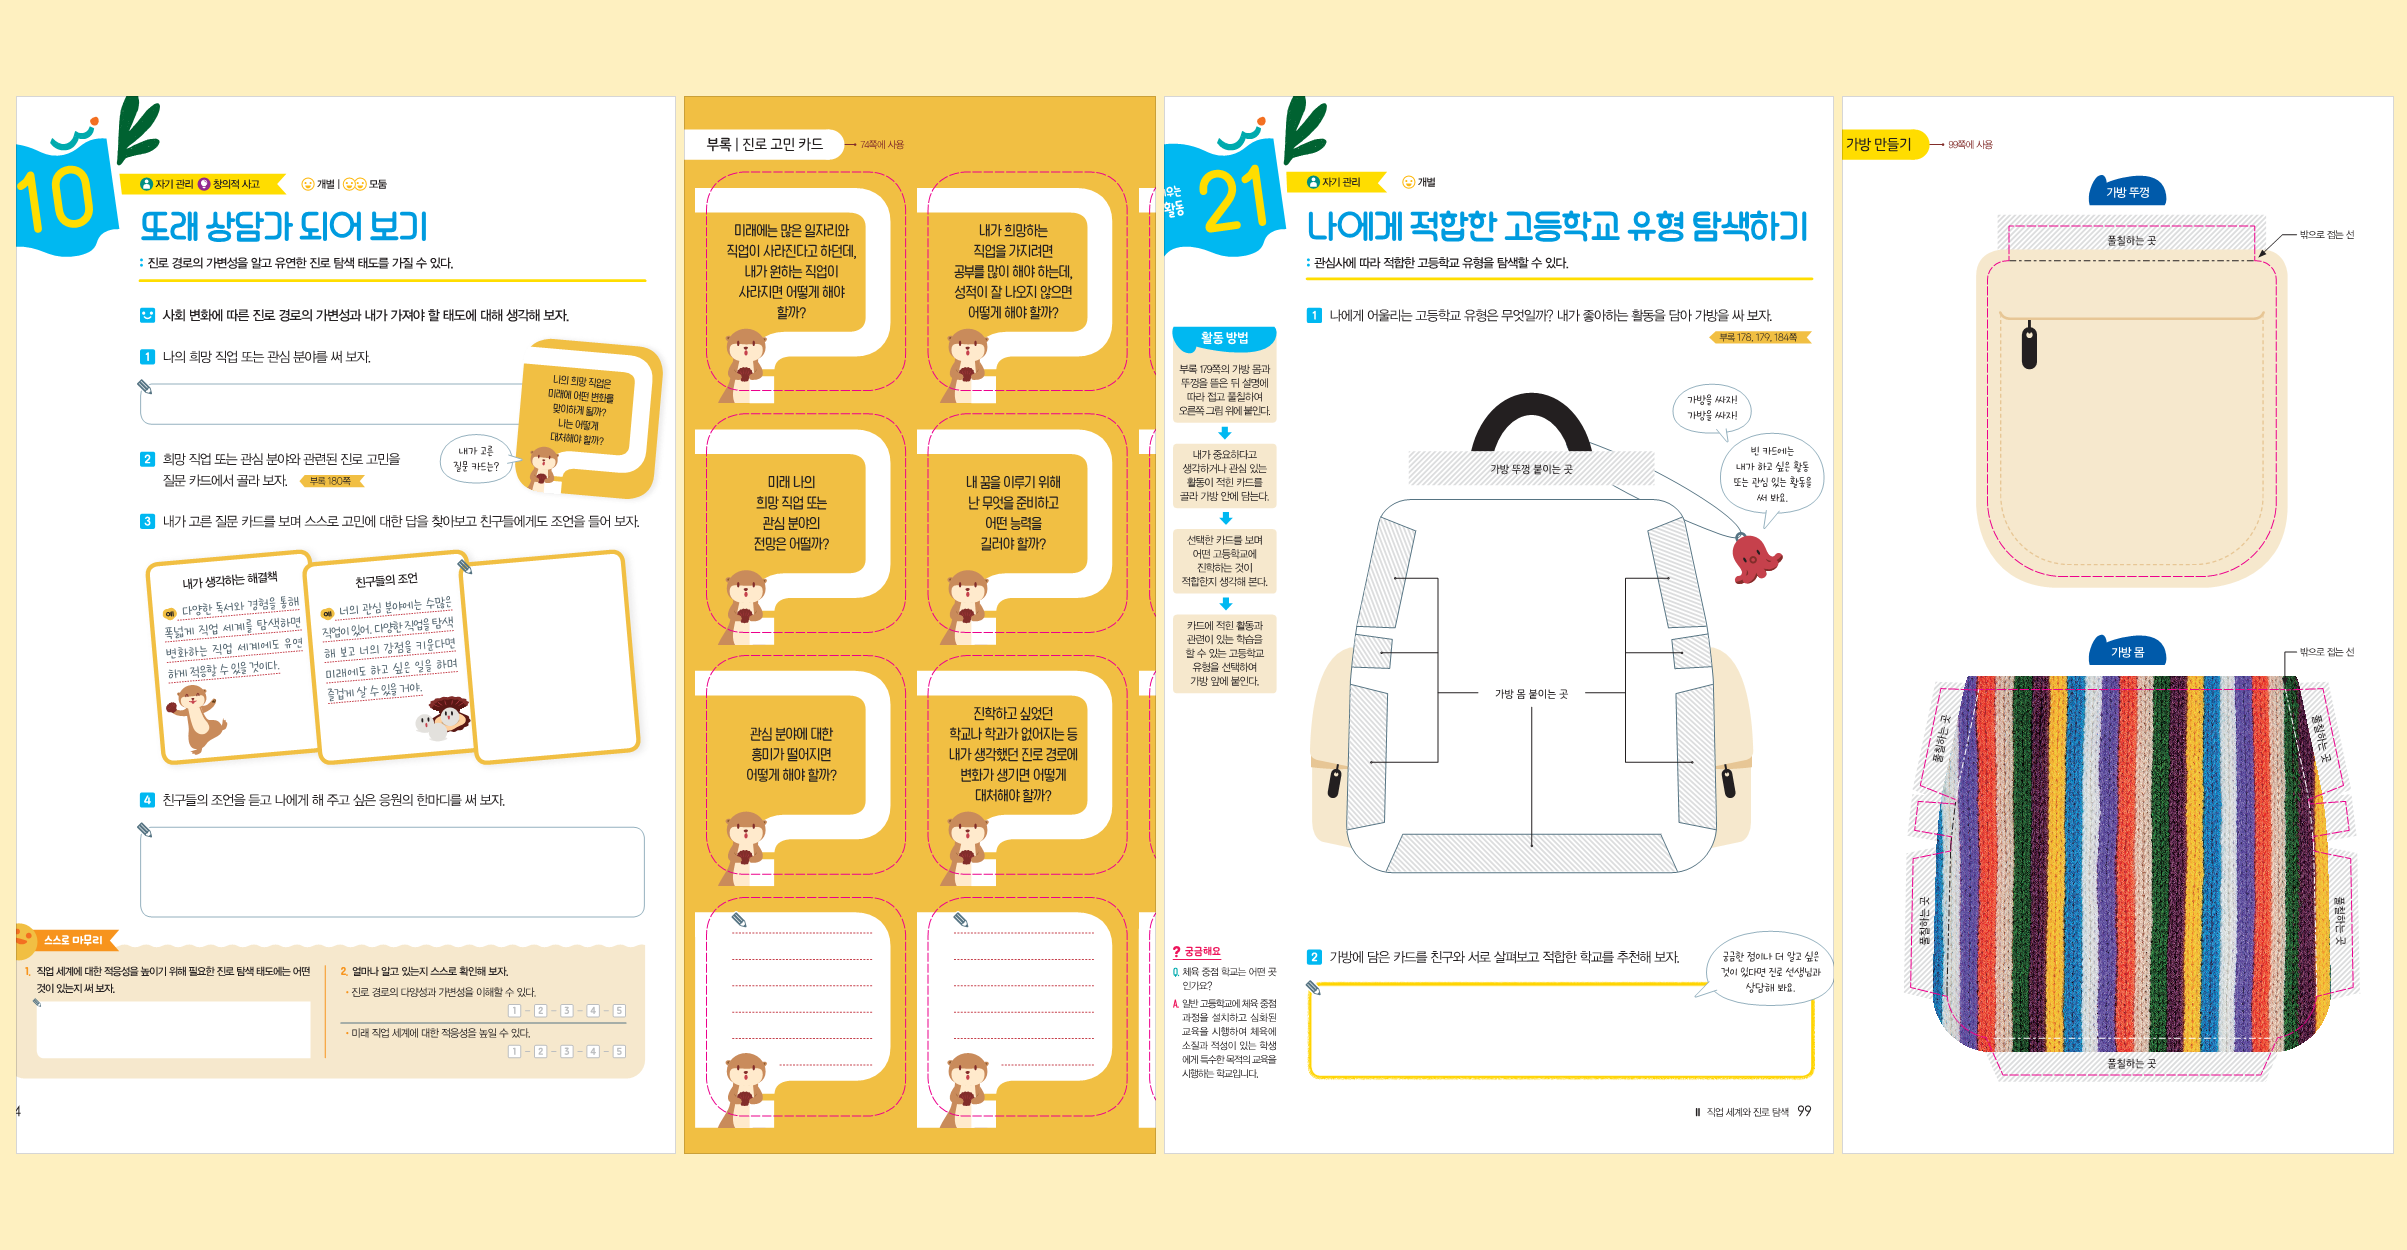 10
자기 관리 창의적 사고 개별 | 모둠
또래 상담가 되어 보기
: 진로 경로의 가변성을 알고 유연한 진로 탐색 태도를 가질 수 있다.
사회 변화에 따른 진로 경로의 가변성과 내가 가져야 할 태도에 대해 생각해 보자.
1 나의 희망 직업 또는 관심 분야를 써 보자.
나의 희망 직업은
미래에 어떤 변화를
맞이하게 될까?
나는 어떻게
대처해야 할까?
내가 고른
질문 카드는?
2 희망 직업 또는 관심 분야와 관련된 진로 고민을
질문 카드에서 골라 보자. 부록 180쪽
3 내가 고른 질문 카드를 보며 스스로 고민에 대한 답을 찾아보고 친구들에게도 조언을 들어 보자.
내가 생각하는 해결책
예 다양한 독서와 경험을 통해
폭넓게 직업 세계를 탐색하면
변화하는 직업 세계에도 유연
하게 적응할 수 있을 것이다.
친구들의 조언
예 너의 관심 분야에는 수많은
직업이 있어. 다양한 직업을 탐색
해 보고 너의 강점을 키운다면
미래에도 하고 싶은 일을 하며
즐겁게 살 수 있을 거야.
4 친구들의 조언을 듣고 나에게 해 주고 싶은 응원의 한마디를 써 보자.
스스로 마무리
1. 직업 세계에 대한 적응성을 높이기 위해 필요한 진로 탐색 태도에는 어떤
것이 있는지 써 보자.
2. 얼마나 알고 있는지 스스로 확인해 보자.
• 진로 경로의 다양성과 가변성을 이해할 수 있다.
1 - 2 - 3 - 4 - 5
• 미래 직업 세계에 대한 적응성을 높일 수 있다.
1 - 2 - 3 - 4 - 5
4
부록 | 진로 고민 카드 74쪽에 사용
미래에는 많은 일자리와
직업이 사라진다고 하던데,
내가 원하는 직업이
사라지면 어떻게 해야
할까?
내가 희망하는
직업을 가지려면
공부를 많이 해야 하는데,
성적이 잘 나오지 않으면
어떻게 해야 할까?
미래 나의
희망 직업 또는
관심 분야의
전망은 어떨까?
내 꿈을 이루기 위해
난 무엇을 준비하고
어떤 능력을
길러야 할까?
관심 분야에 대한
흥미가 떨어지면
어떻게 해야 할까?
진학하고 싶었던
학교나 학과가 없어지는 등
내가 생각했던 진로 경로에
변화가 생기면 어떻게
대처해야 할까?
우는
활동
21
자기 관리 개별
나에게 적합한 고등학교 유형 탐색하기
: 관심사에 따라 적합한 고등학교 유형을 탐색할 수 있다.
1 나에게 어울리는 고등학교 유형은 무엇일까? 내가 좋아하는 활동을 담아 가방을 싸 보자.
부록 178, 179, 184쪽
활동 방법
부록 179쪽의 가방 몸과
뚜껑을 뜯은 뒤 설명에
따라 접고 풀칠하여
오른쪽 그림 위에 붙인다.
내가 중요하다고
생각하거나 관심 있는
활동이 적힌 카드를
골라 가방 안에 담는다.
선택한 카드를 보며
어떤 고등학교에
진학하는 것이
적합한지 생각해 본다.
카드에 적힌 활동과
관련이 있는 학습을
할 수 있는 고등학교
유형을 선택하여
가방 앞에 붙인다.
가방을 싸자!
가방을 싸자!
빈 카드에는
내가 하고 싶은 활동
또는 관심 있는 활동을
써 봐요.
가방 뚜껑 붙이는 곳
가방 몸 붙이는 곳
? 궁금해요
Q. 체육 중점 학교는 어떤 곳
인가요?
A. 일반 고등학교에 체육 중점
과정을 설치하고 심화된
교육을 시행하여 체육에
소질과 적성이 있는 학생
에게 특수한 목적의 교육을
시행하는 학교입니다.
2 가방에 담은 카드를 친구와 서로 살펴보고 적합한 학교를 추천해 보자.
궁금한 점이나 더 알고 싶은
것이 있다면 진로 선생님과
상담해 봐요.
Ⅱ 직업 세계와 진로 탐색 99
가방 만들기 99쪽에 사용
가방 뚜껑
풀칠하는 곳
밖으로 접는 선
가방 몸
밖으로 접는 선
풀칠하는 곳
풀칠하는 곳
풀칠하는 곳
풀칠하는 곳
풀칠하는 곳